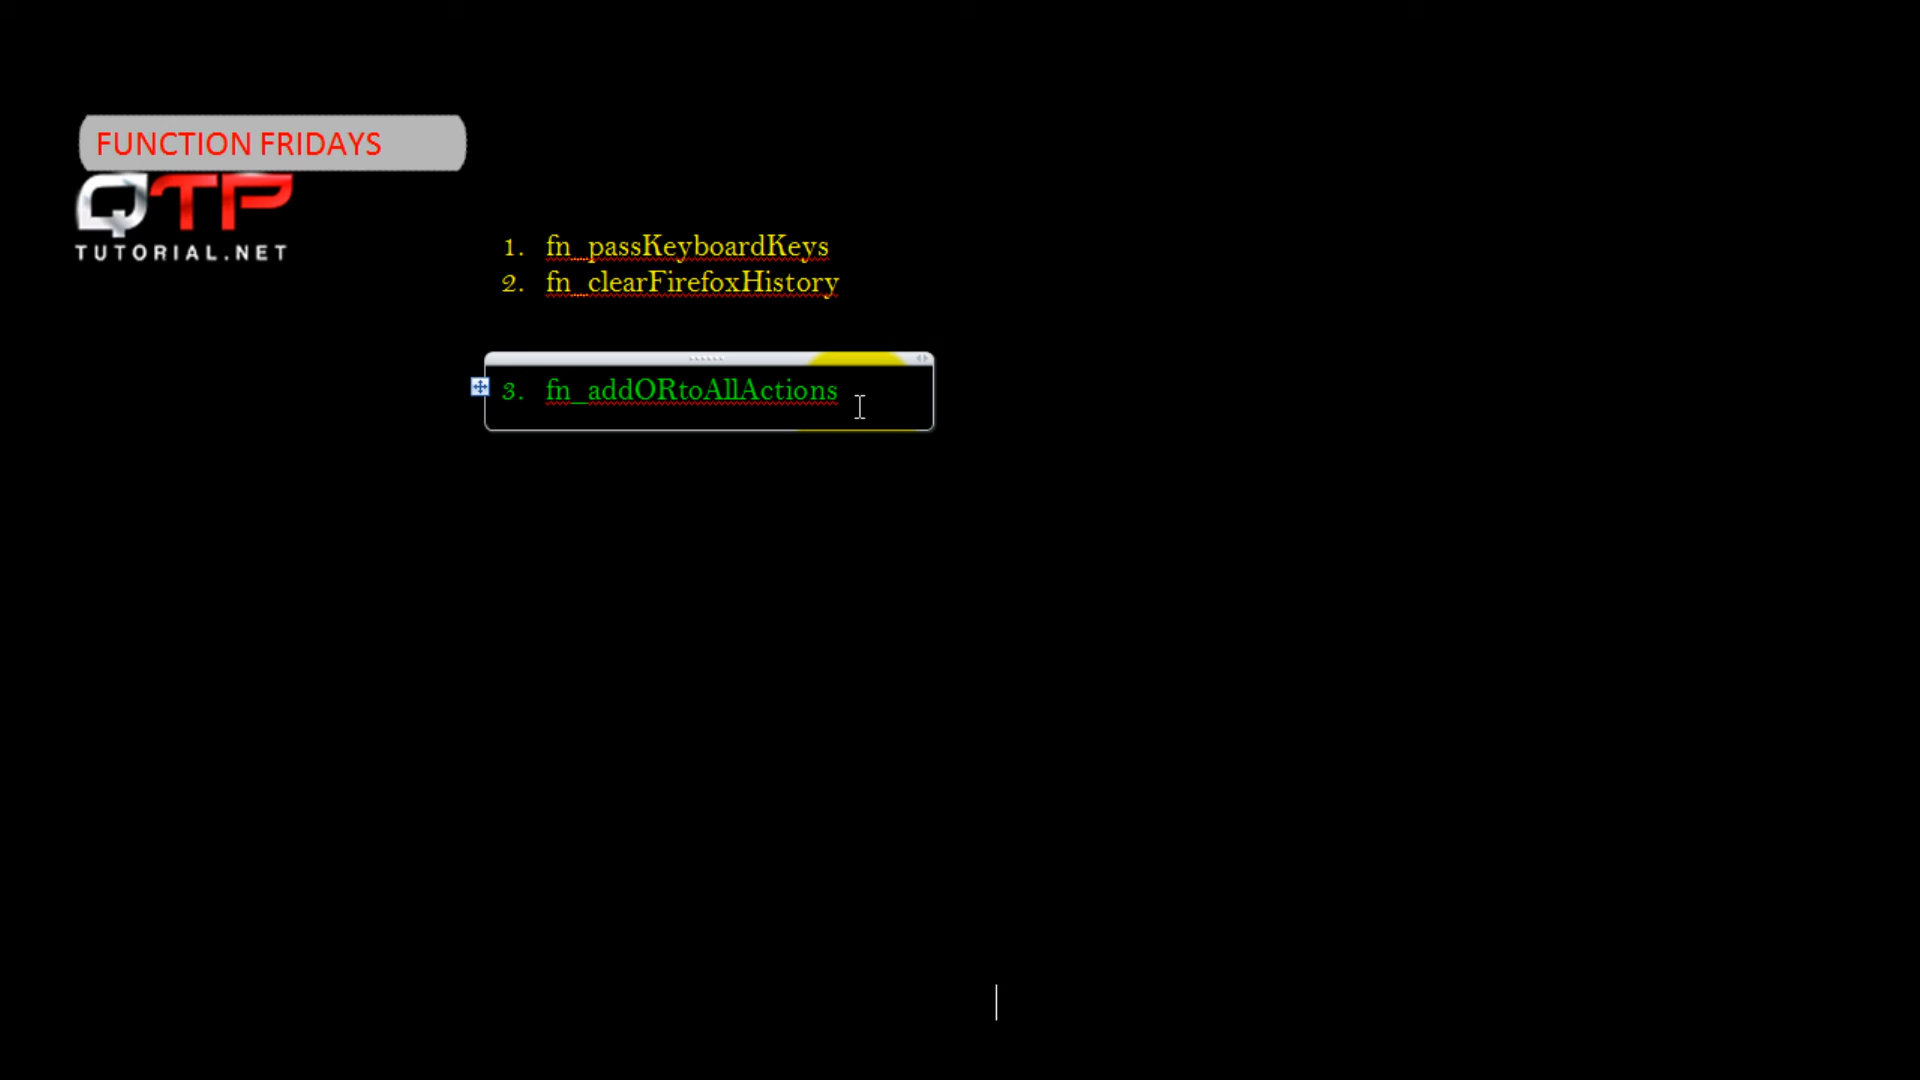 FUNCTION FRIDAYS
QTP
TUTORIAL.NET
1. fn_passKeyboardKeys
2. fn_clearFirefoxHistory
3. fn_addORtoAllActions